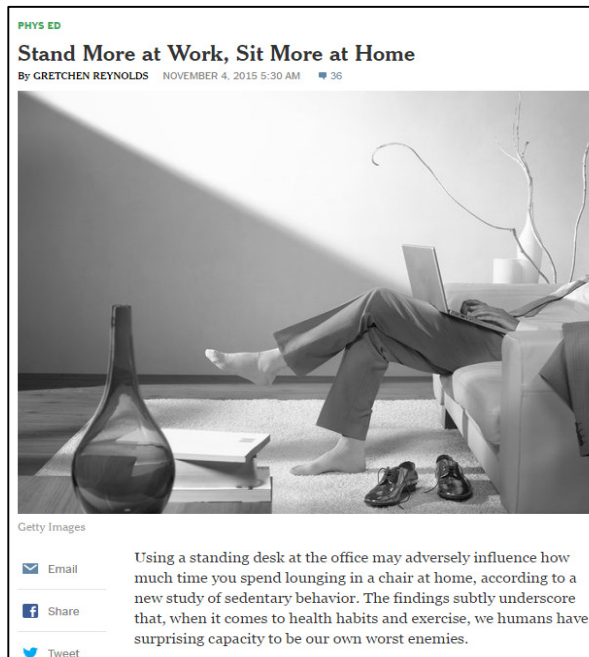 PHYS ED
Stand More at Work, Sit More at Home
By GRETCHEN REYNOLDS NOVEMBER 4, 2015 5:30 AM 36
Getty Images
Email
Share
Tweet
Using a standing desk at the office may adversely influence how
much time you spend lounging in a chair at home, according to a
new study of sedentary behavior. The findings subtly underscore
that, when it comes to health habits and exercise, we humans have
surprising capacity to be our own worst enemies.